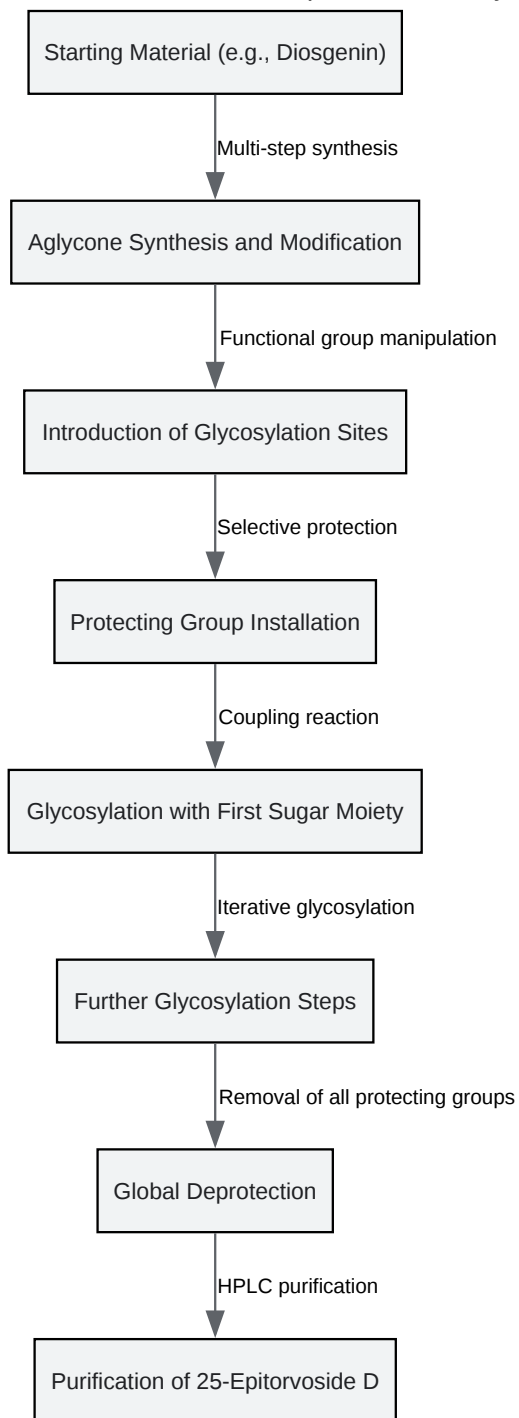 Starting Material (e.g., Diosgenin)
Multi-step synthesis
Aglycone Synthesis and Modification
Functional group manipulation
Introduction of Glycosylation Sites
Selective protection
Protecting Group Installation
Coupling reaction
Glycosylation with First Sugar Moiety
Iterative glycosylation
Further Glycosylation Steps
Removal of all protecting groups
Global Deprotection
HPLC purification
Purification of 25-Epitorvoside D